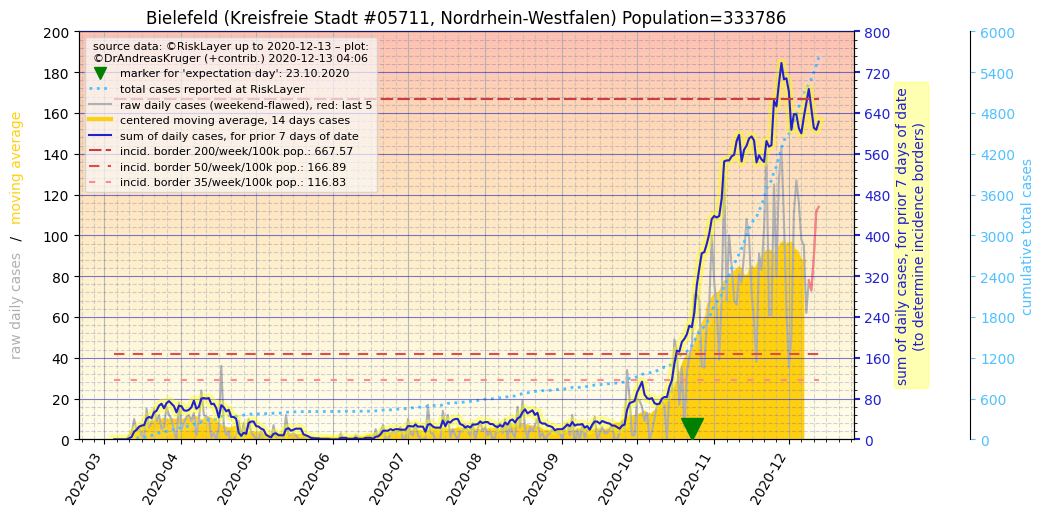 Bielefeld (Kreisfreie Stadt #05711, Nordrhein-Westfalen) Population=333786
source data: ©RiskLayer up to 2020-12-13 – plot:
©DrAndreasKruger (+contrib.) 2020-12-13 04:06
marker for 'expectation day': 23.10.2020
total cases reported at RiskLayer
raw daily cases (weekend-flawed), red: last 5
centered moving average, 14 days cases
sum of daily cases, for prior 7 days of date
incid. border 200/week/100k pop.: 667.57
incid. border 50/week/100k pop.: 166.89
incid. border 35/week/100k pop.: 116.83
raw daily cases / moving average
200
180
160
140
120
100
80
60
40
20
0
2020-03
2020-04
2020-05
2020-06
2020-07
2020-08
2020-09
2020-10
2020-11
2020-12
800
720
640
560
480
400
320
240
160
80
0
sum of daily cases, for prior 7 days of date
(to determine incidence borders)
6000
5400
4800
4200
3600
3000
2400
1800
1200
600
0
cumulative total cases